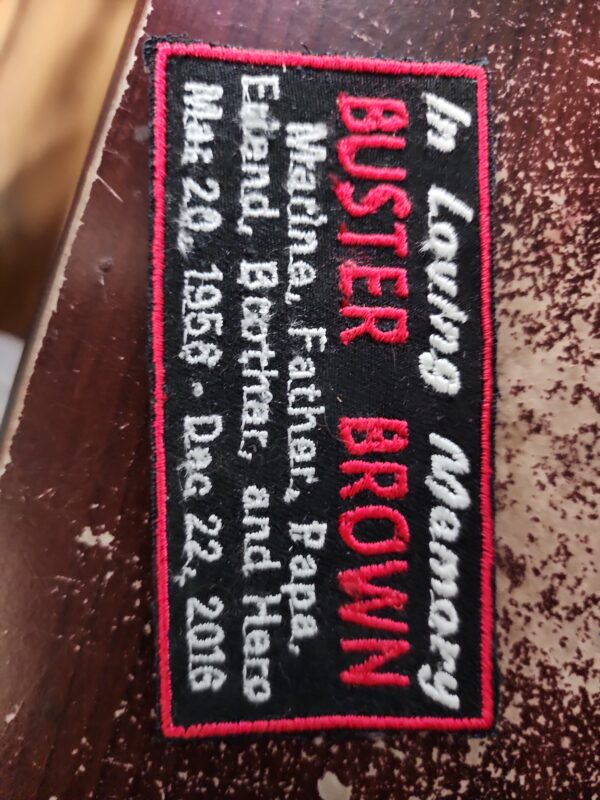 In Loving Memory
BUSTER BROWN
Marine, Father, Papa,
Friend, Brother, and Hero
Mar 20, 1958 - Dec 22, 2016